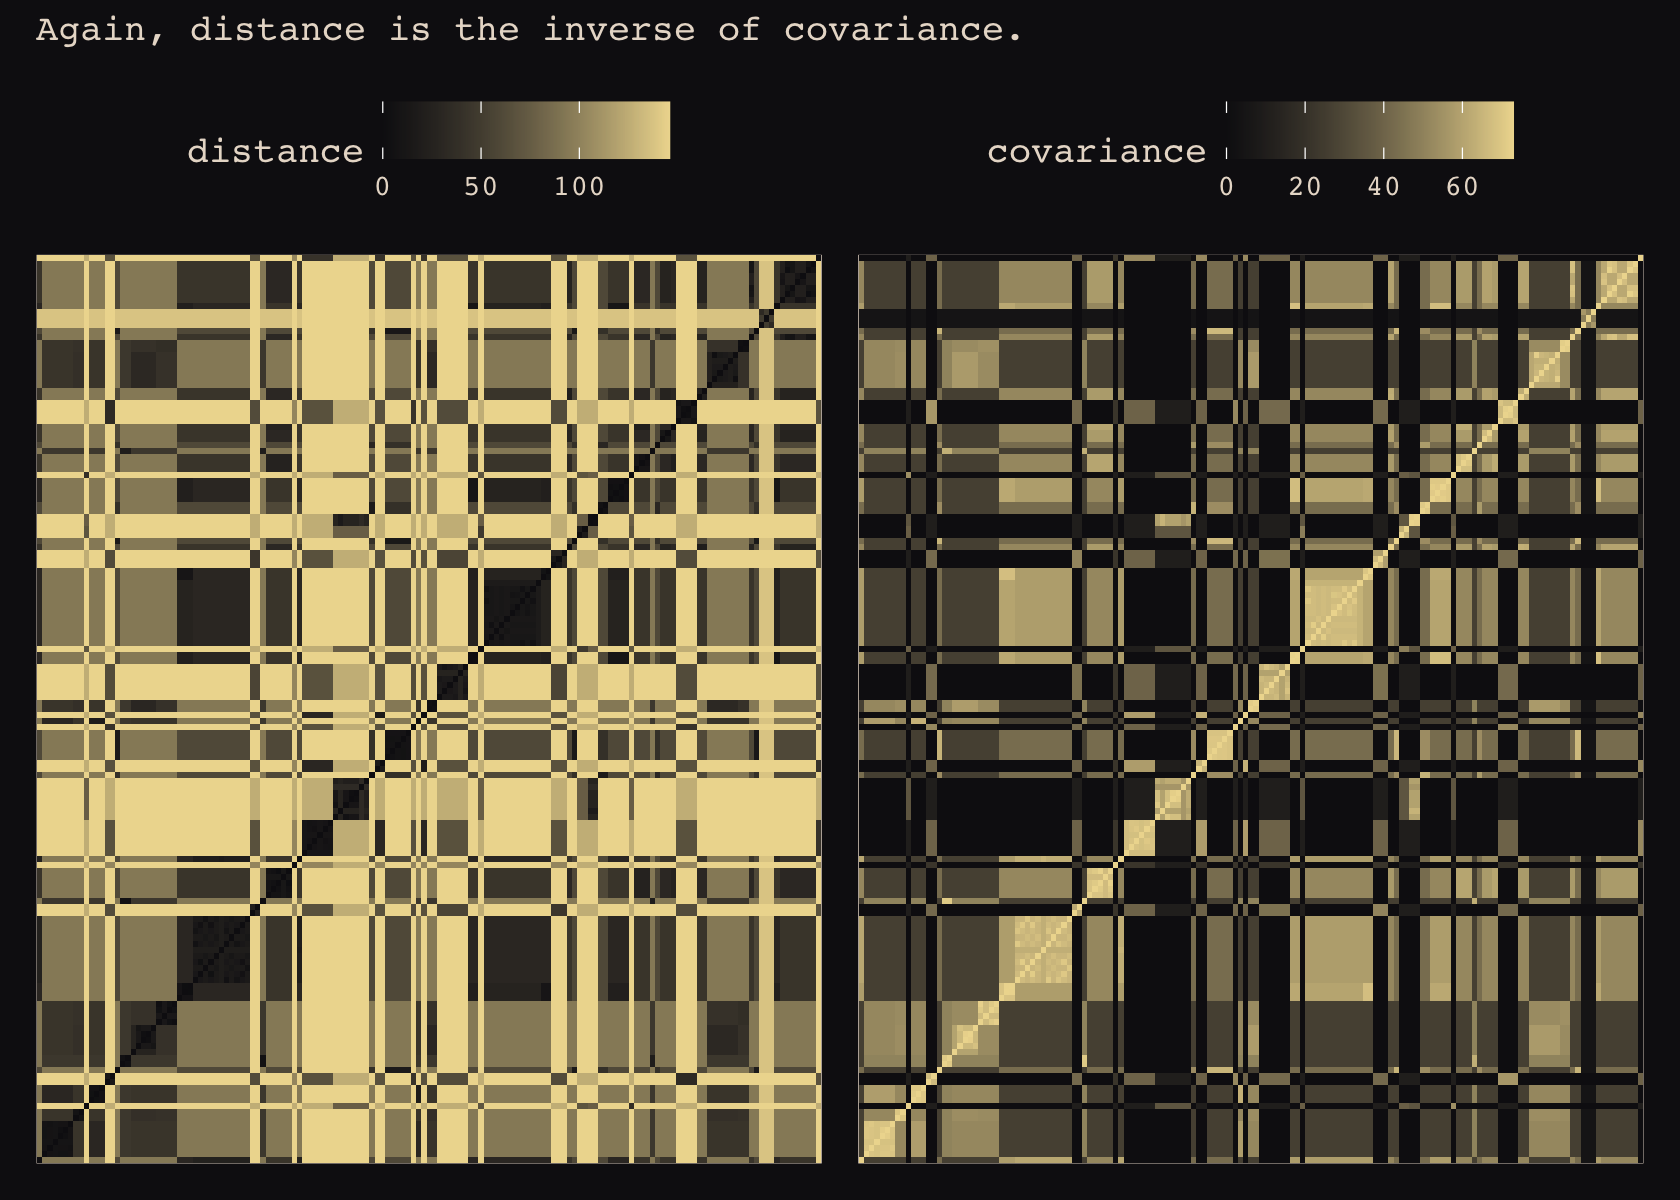 Again, distance is the inverse of covariance.
distance
0 50 100
covariance
0 20 40 60